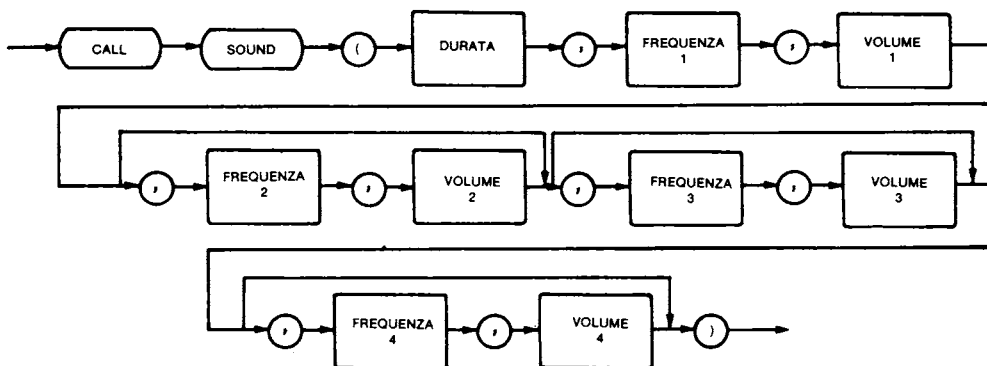 CALL SOUND ( DURATA , FREQUENZA 1 , VOLUME 1
, FREQUENZA 2 , VOLUME 2 , FREQUENZA 3 , VOLUME 3
, FREQUENZA 4 , VOLUME 4 )